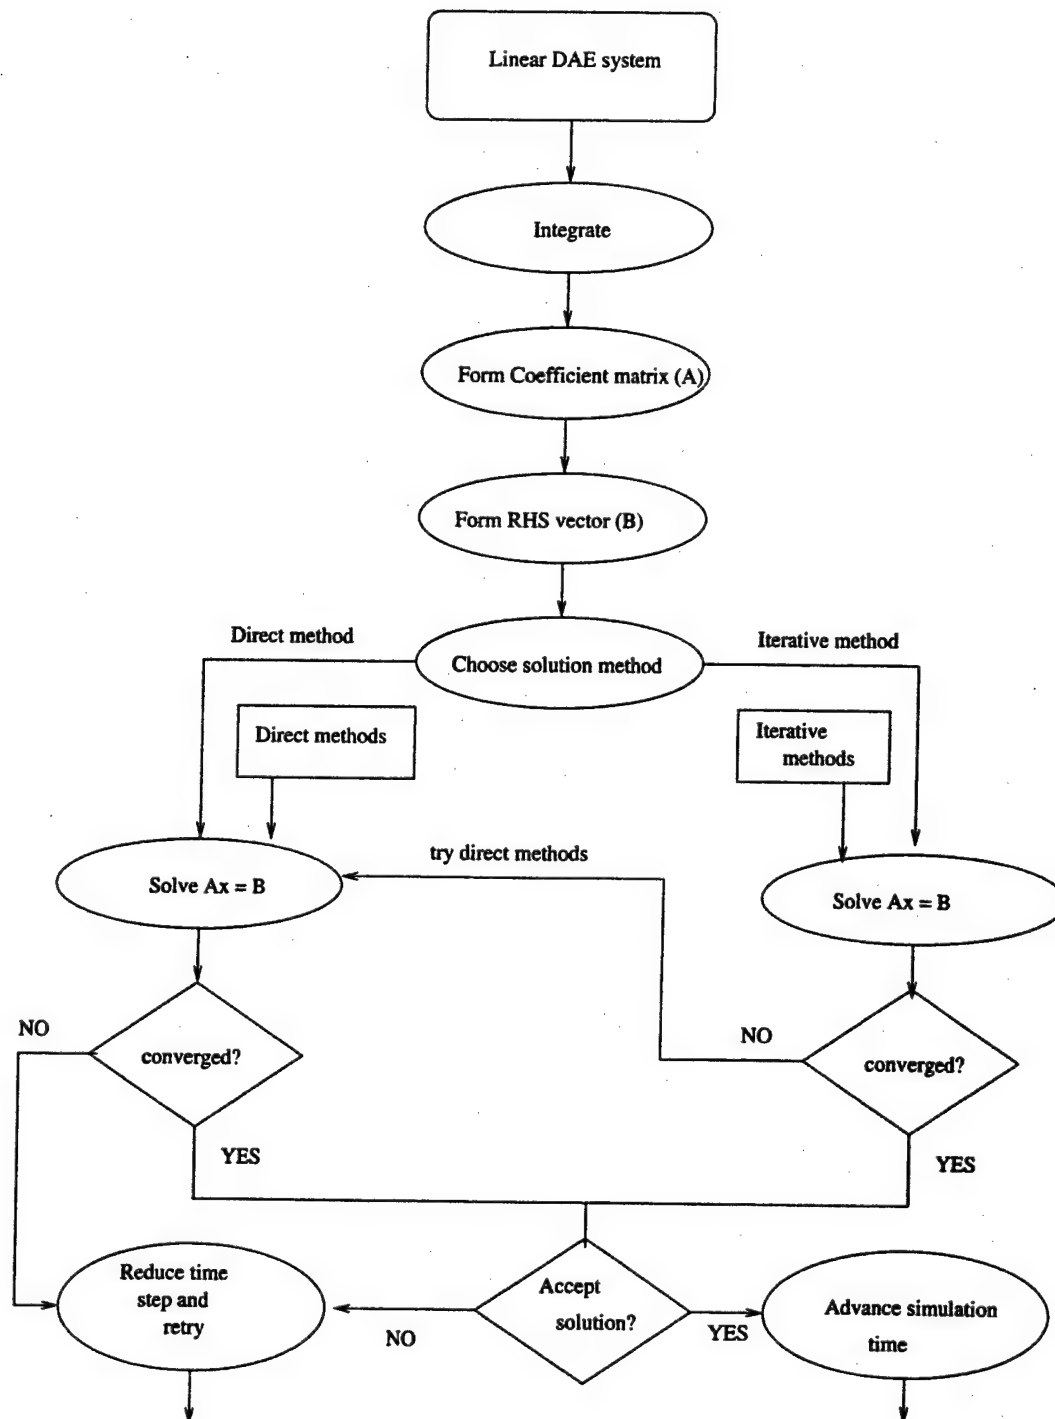 Linear DAE system
Integrate
Form Coefficient matrix (A)
Form RHS vector (B)
Direct method
Iterative method
Choose solution method
Direct methods
Iterative
methods
try direct methods
Solve Ax = B
Solve Ax = B
NO
NO
converged?
converged?
YES
YES
Reduce time
step and
retry
Accept
solution?
NO
YES
Advance simulation
time